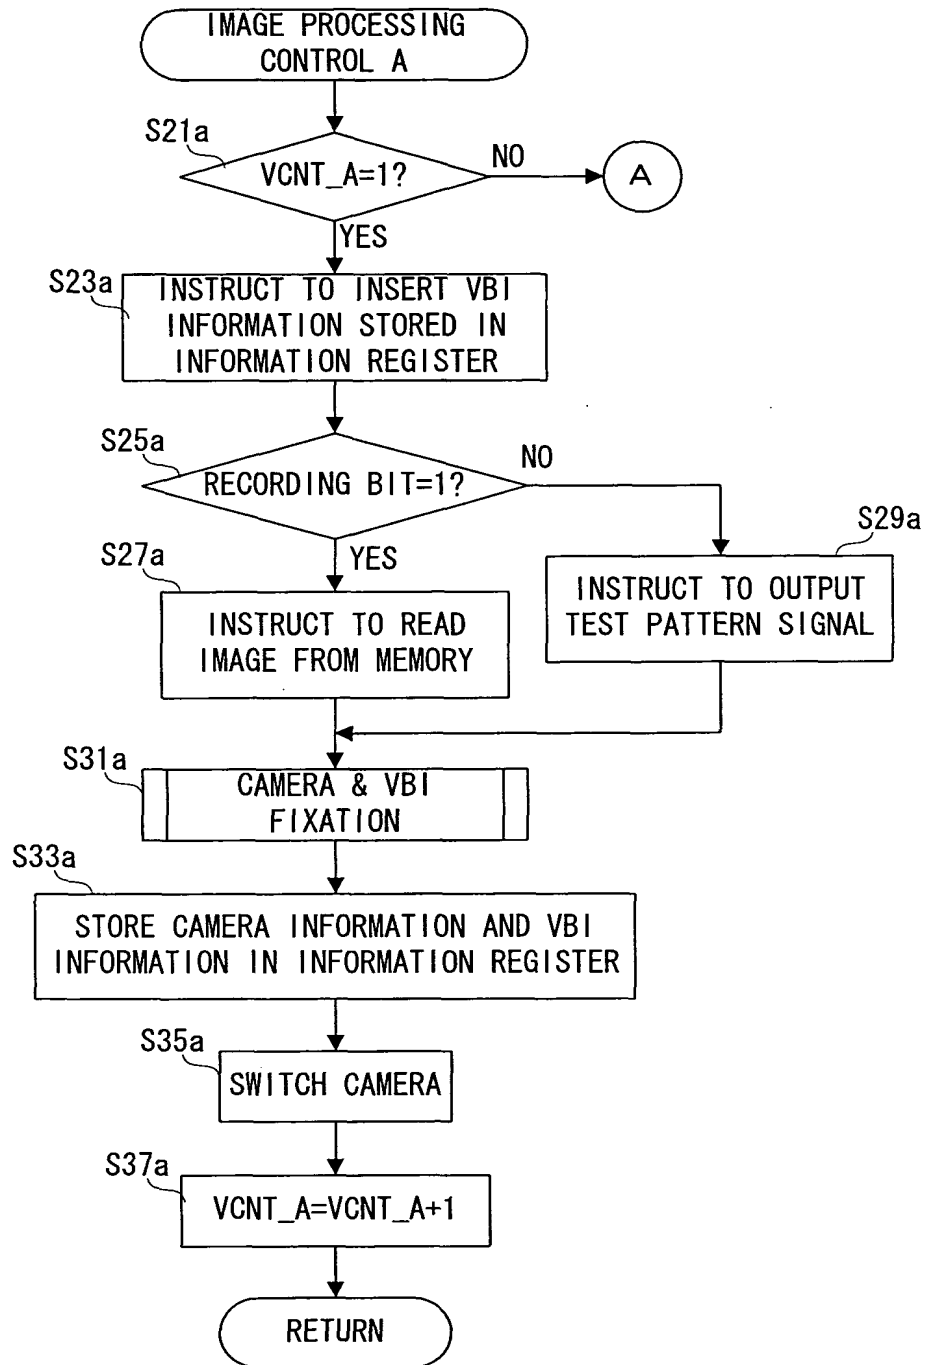 IMAGE PROCESSING
CONTROL A
S21a
VCNT_A=1?
NO
A
YES
S23a
INSTRUCT TO INSERT VBI
INFORMATION STORED IN
INFORMATION REGISTER
S25a
RECORDING BIT=1?
NO
S27a
YES
S29a
INSTRUCT TO READ
IMAGE FROM MEMORY
INSTRUCT TO OUTPUT
TEST PATTERN SIGNAL
S31a
CAMERA & VBI
FIXATION
S33a
STORE CAMERA INFORMATION AND VBI
INFORMATION IN INFORMATION REGISTER
S35a
SWITCH CAMERA
S37a
VCNT_A=VCNT_A+1
RETURN